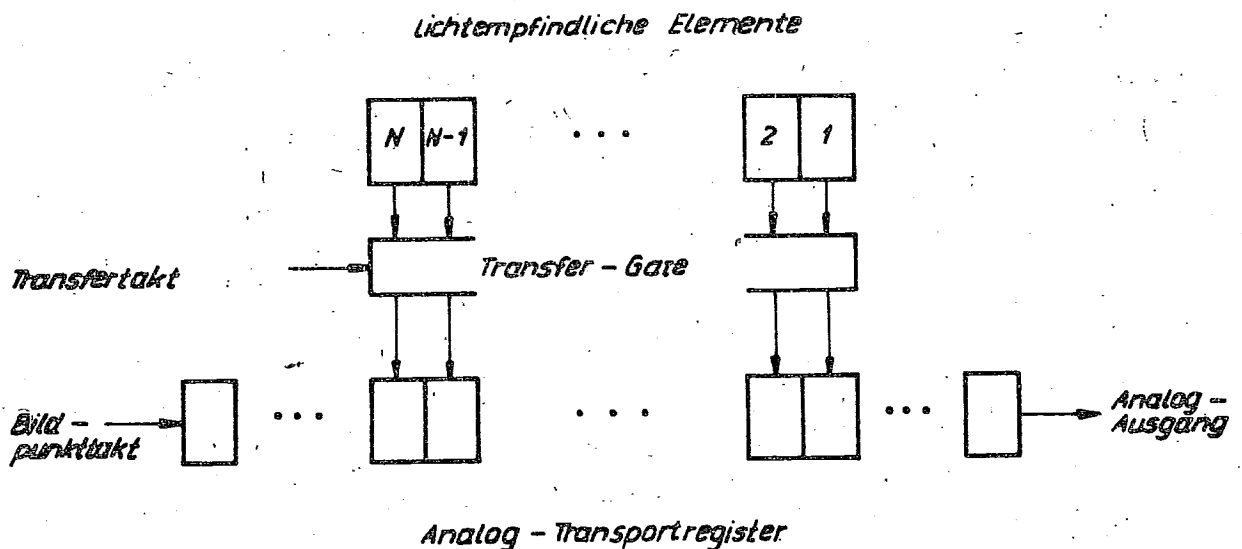 lichtempfindliche Elemente
N N-1 • • • 2 1
Transfertakt
Transfer - Gate
Bild -
punkttakt
• • •
• • •
• • •
Analog -
Ausgang
Analog - Transportregister